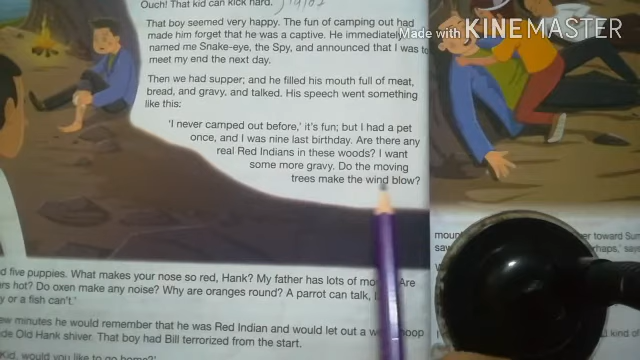 Ouch! That kid can kick hard.
Made with KINEMASTER
That boy seemed very happy. The fun of camping out had
made him forget that he was a captive. He immediately
named me Snake-eye, the Spy, and announced that I was to
meet my end the next day.
Then we had supper; and he filled his mouth full of meat,
bread, and gravy, and talked. His speech went something
like this:
'I never camped out before,' it's fun; but I had a pet
once, and I was nine last birthday. Are there any
real Red Indians in these woods? I want
some more gravy. Do the moving
trees make the wind blow?
five puppies. What makes your nose so red, Hank? My father has lots of Are
hot? Do oxen make any noise? Why are oranges round? A parrot can talk,
or a fish can't.'
minutes he would remember that he was Red Indian and would let out a
Old Hank shiver. That boy had Bill terrorized from the start.
Kid, would you like to go home?'
toward
saw says
kind of